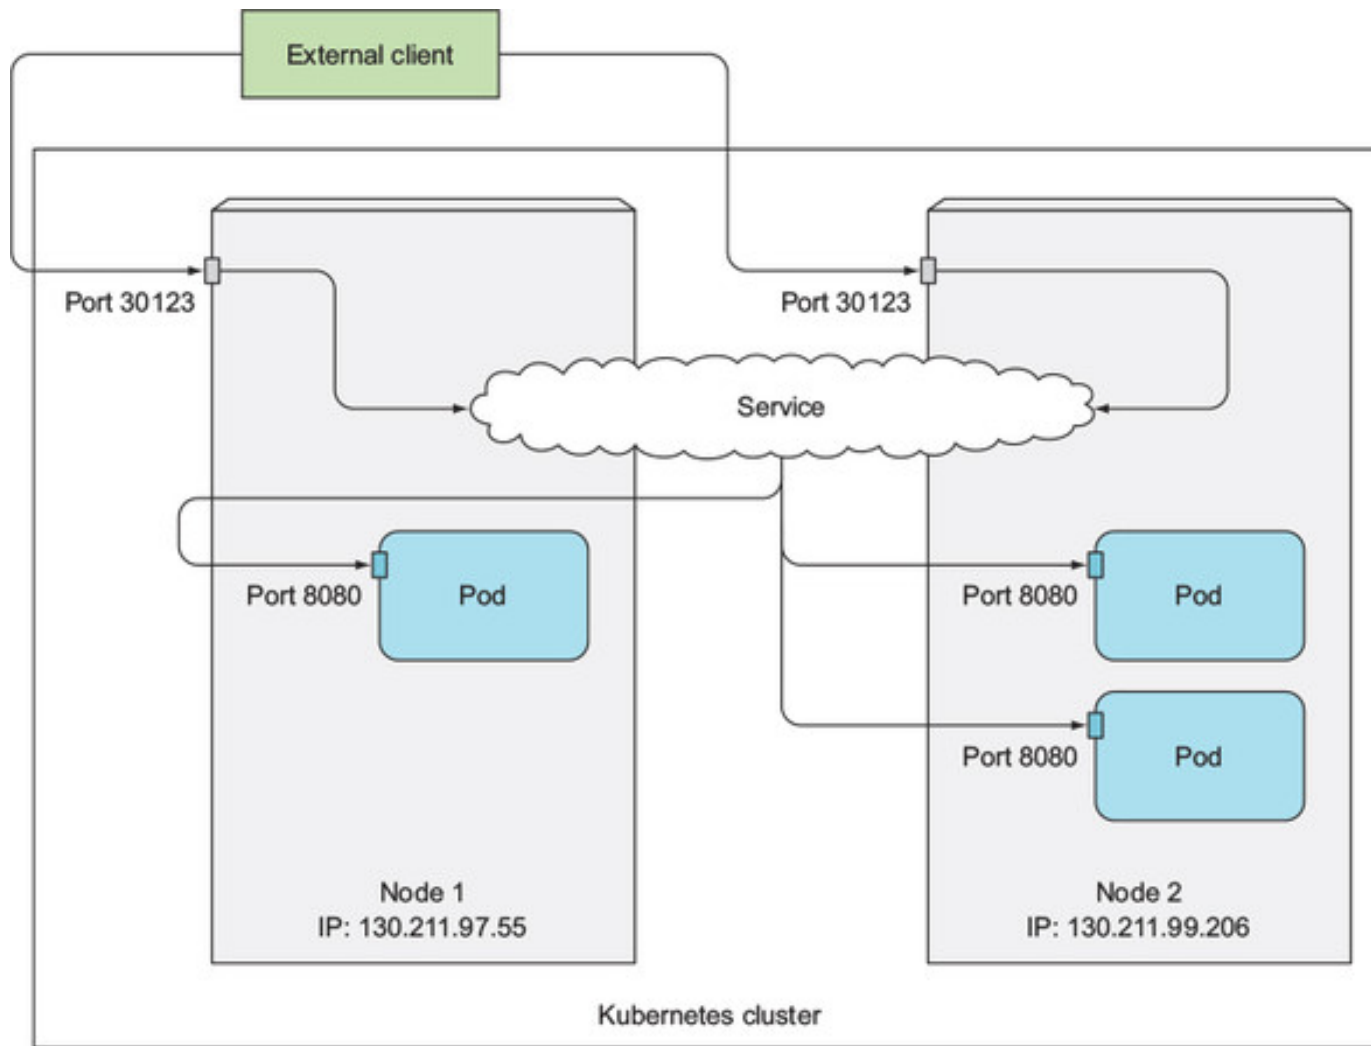 External client
Port 30123
Port 30123
Service
Port 8080
Pod
Port 8080
Pod
Port 8080
Pod
Node 1
IP: 130.211.97.55
Node 2
IP: 130.211.99.206
Kubernetes cluster